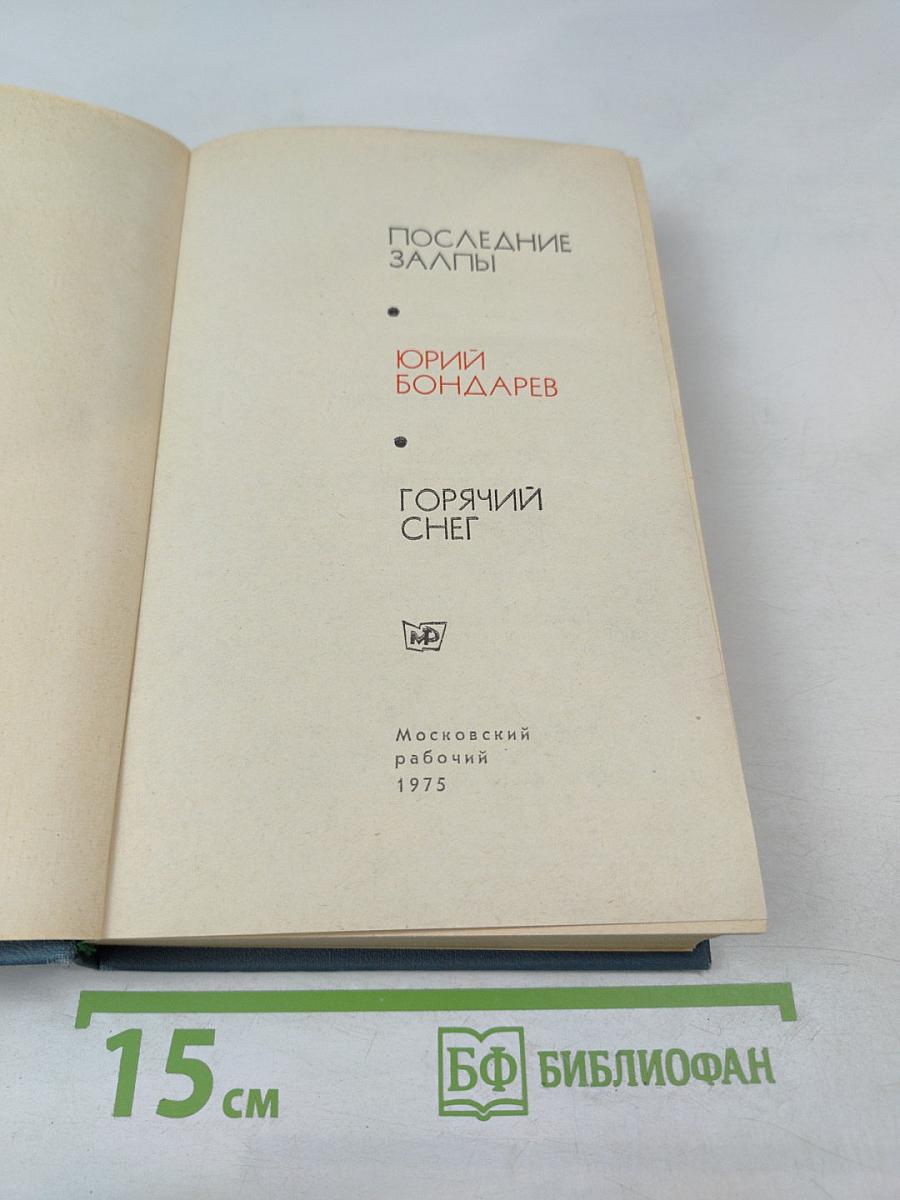 ПОСЛЕДНИЕ
ЗАЛПЫ
ЮРИЙ
БОНДАРЕВ
ГОРЯЧИЙ
СНЕГ
МР
Московский
рабочий
1975
15 см
БФ БИБЛИОФАН